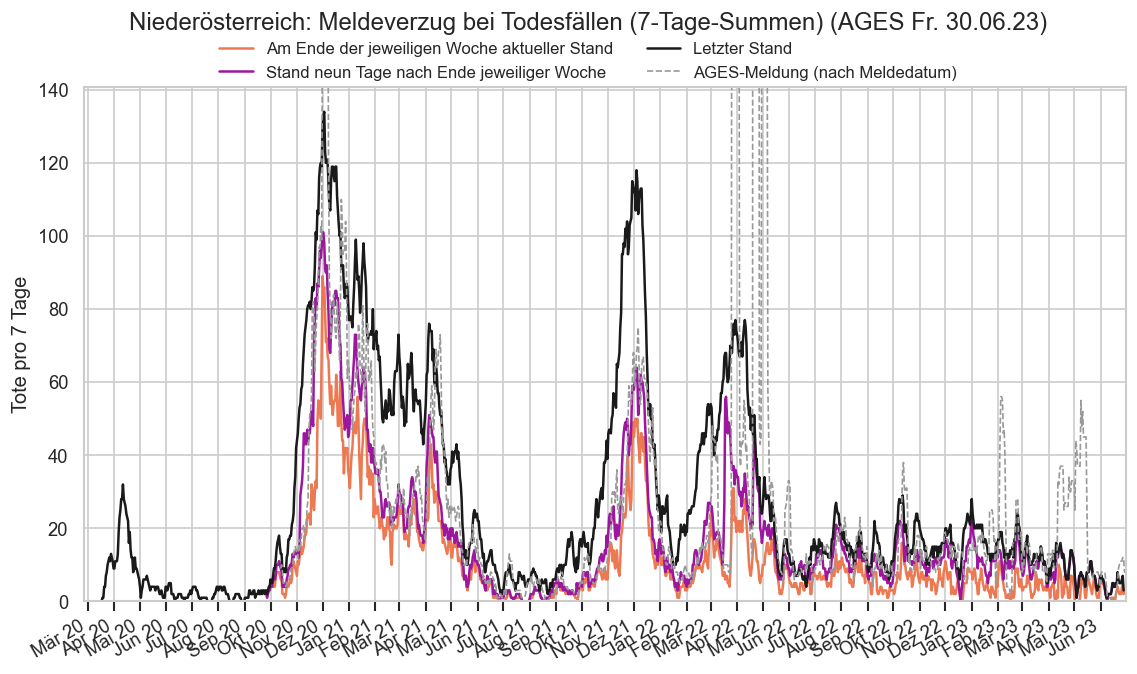 Niederösterreich: Meldeverzug bei Todesfällen (7-Tage-Summen) (AGES Fr. 30.06.23)
Am Ende der jeweiligen Woche aktueller Stand
Stand neun Tage nach Ende jeweiliger Woche
Letzter Stand
AGES-Meldung (nach Meldedatum)
Tote pro 7 Tage
140
120
100
80
60
40
20
0
Mär 20
Apr 20
Mai 20
Jun 20
Jul 20
Aug 20
Sep 20
Okt 20
Nov 20
Dez 20
Jan 21
Feb 21
Mär 21
Apr 21
Mai 21
Jun 21
Jul 21
Aug 21
Sep 21
Okt 21
Nov 21
Dez 21
Jan 22
Feb 22
Mär 22
Apr 22
Mai 22
Jun 22
Jul 22
Aug 22
Sep 22
Okt 22
Nov 22
Dez 22
Jan 23
Feb 23
Mär 23
Apr 23
Mai 23
Jun 23